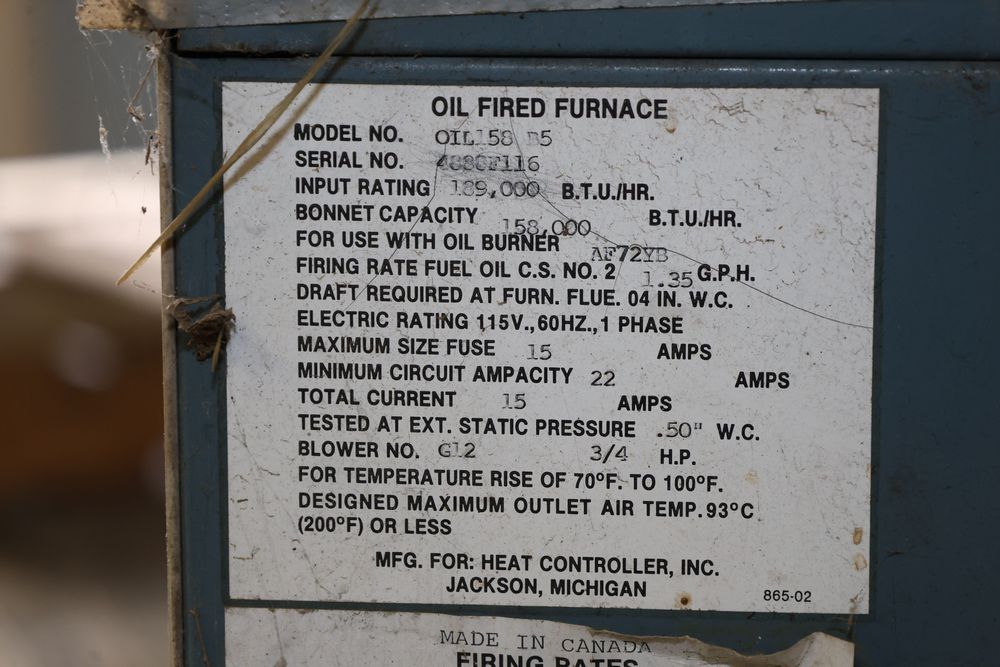 OIL FIRED FURNACE
MODEL NO. OIL158 B5
SERIAL NO.
INPUT RATING 189,000 B.T.U./HR.
BONNET CAPACITY 158,000 B.T.U./HR.
FOR USE WITH OIL BURNER AF72YB
FIRING RATE FUEL OIL C.S. NO. 2 1.35 G.P.H.
DRAFT REQUIRED AT FURN. FLUE. 04 IN. W.C.
ELECTRIC RATING 115V.,60HZ.,1 PHASE
MAXIMUM SIZE FUSE 15 AMPS
MINIMUM CIRCUIT AMPACITY 22 AMPS
TOTAL CURRENT 15 AMPS
TESTED AT EXT. STATIC PRESSURE .50" W.C.
BLOWER NO. G12 3/4 H.P.
FOR TEMPERATURE RISE OF 70°F. TO 100°F.
DESIGNED MAXIMUM OUTLET AIR TEMP. 93°C
(200°F) OR LESS
MFG. FOR: HEAT CONTROLLER, INC.
JACKSON, MICHIGAN
865-02
MADE IN CANADA
FIRING RATES